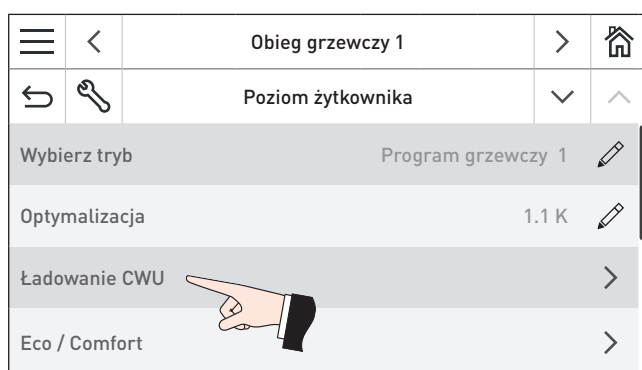 Obieg grzewczy 1
Poziom żytkownika
Wybierz tryb Program grzewczy 1
Optymalizacja 1.1 K
Ładowanie CWU
Eco / Comfort